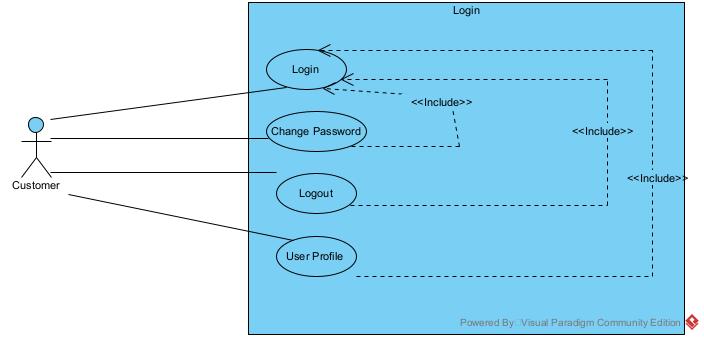 Login
Login
<<Include>>
Change Password
<<Include>>
<<Include>>
Customer
Logout
User Profile
Powered By Visual Paradigm Community Edition